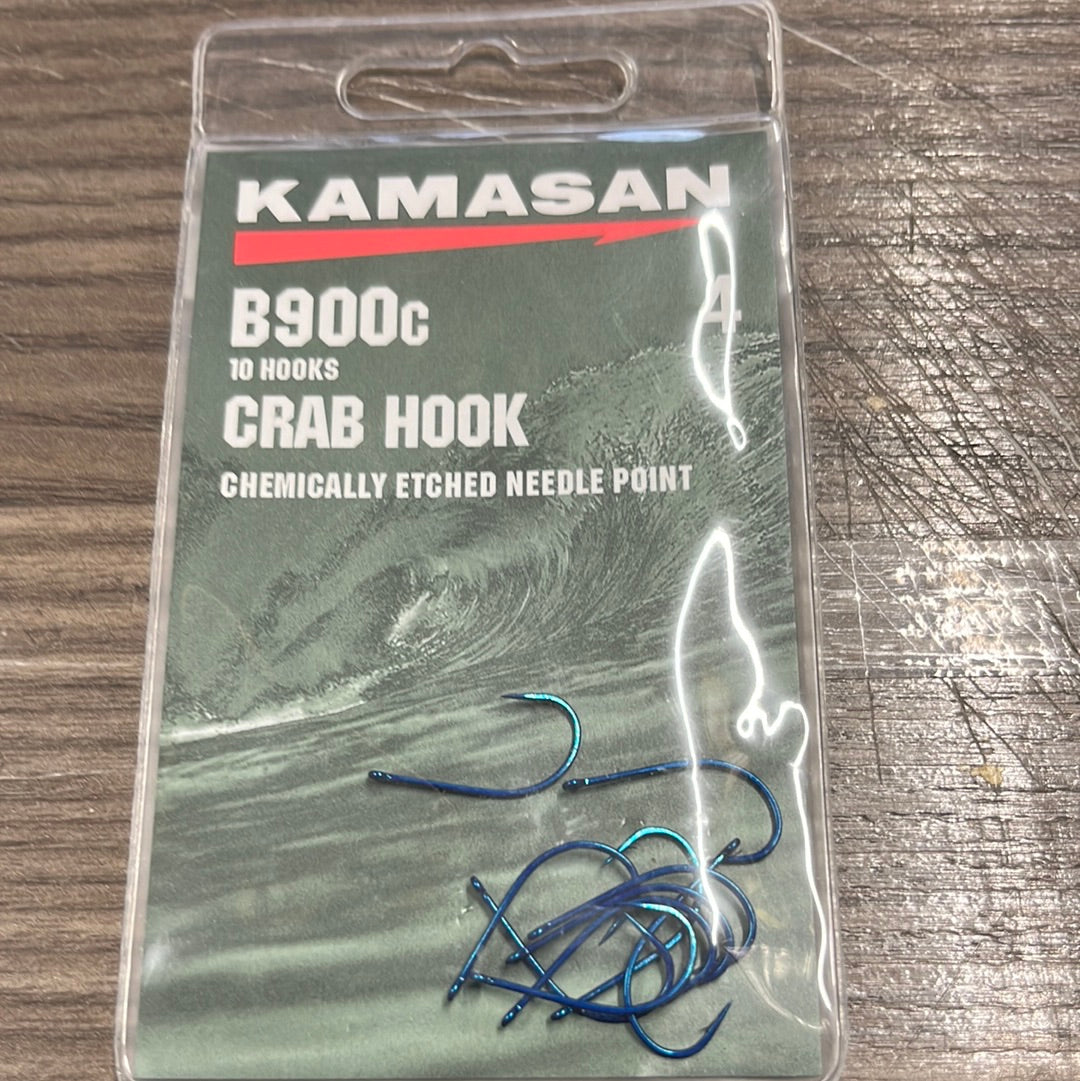 KAMASAN
B900c
4
10 HOOKS
CRAB HOOK
CHEMICALLY ETCHED NEEDLE POINT